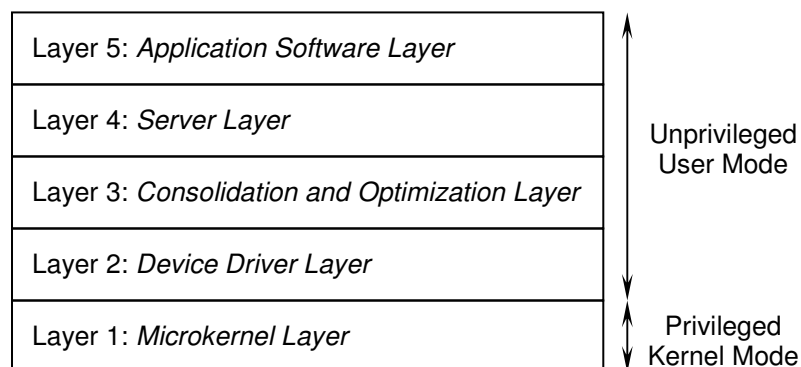 Layer 5: Application Software Layer
Layer 4: Server Layer
Layer 3: Consolidation and Optimization Layer
Layer 2: Device Driver Layer
Layer 1: Microkernel Layer
Unprivileged
User Mode
Privileged
Kernel Mode